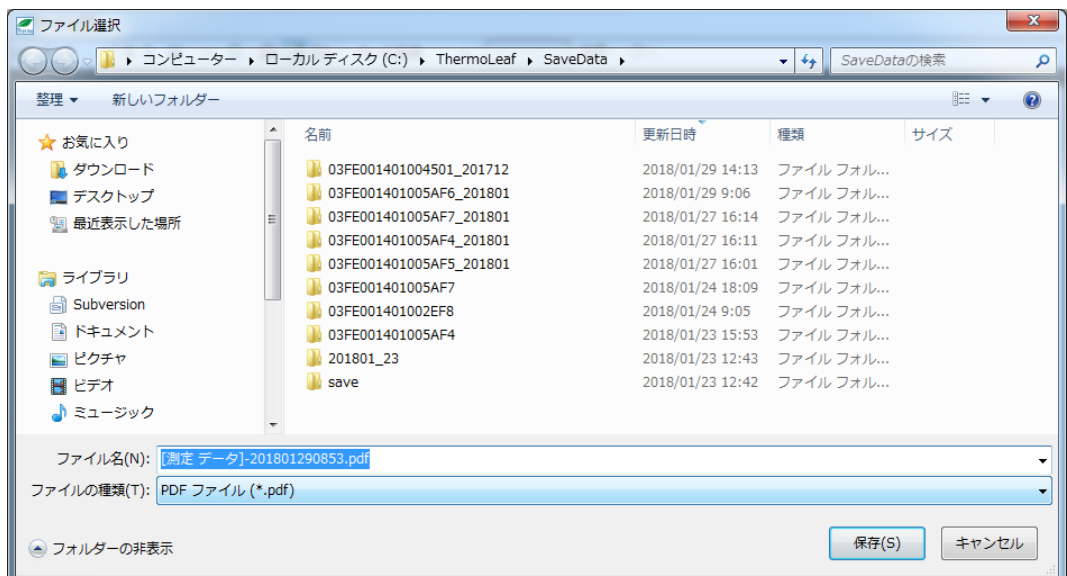 ファイル選択
コンピューター ローカル ディスク (C:) ThermoLeaf SaveData SaveDataの検索
整理 新しいフォルダー
お気に入り
ダウンロード
デスクトップ
最近表示した場所
ライブラリ
Subversion
ドキュメント
ピクチャ
ビデオ
ミュージック
名前 更新日時 種類 サイズ
03FE001401004501_201712 2018/01/29 14:13 ファイル フォル...
03FE001401005AF6_201801 2018/01/29 9:06 ファイル フォル...
03FE001401005AF7_201801 2018/01/27 16:14 ファイル フォル...
03FE001401005AF4_201801 2018/01/27 16:11 ファイル フォル...
03FE001401005AF5_201801 2018/01/27 16:01 ファイル フォル...
03FE001401005AF7 2018/01/24 18:09 ファイル フォル...
03FE001401002EF8 2018/01/24 9:05 ファイル フォル...
03FE001401005AF4 2018/01/23 15:53 ファイル フォル...
201801_23 2018/01/23 12:43 ファイル フォル...
save 2018/01/23 12:42 ファイル フォル...
ファイル名(N): [測定 データ]-201801290853.pdf
ファイルの種類(T): PDF ファイル (*.pdf)
フォルダーの非表示 保存(S) キャンセル